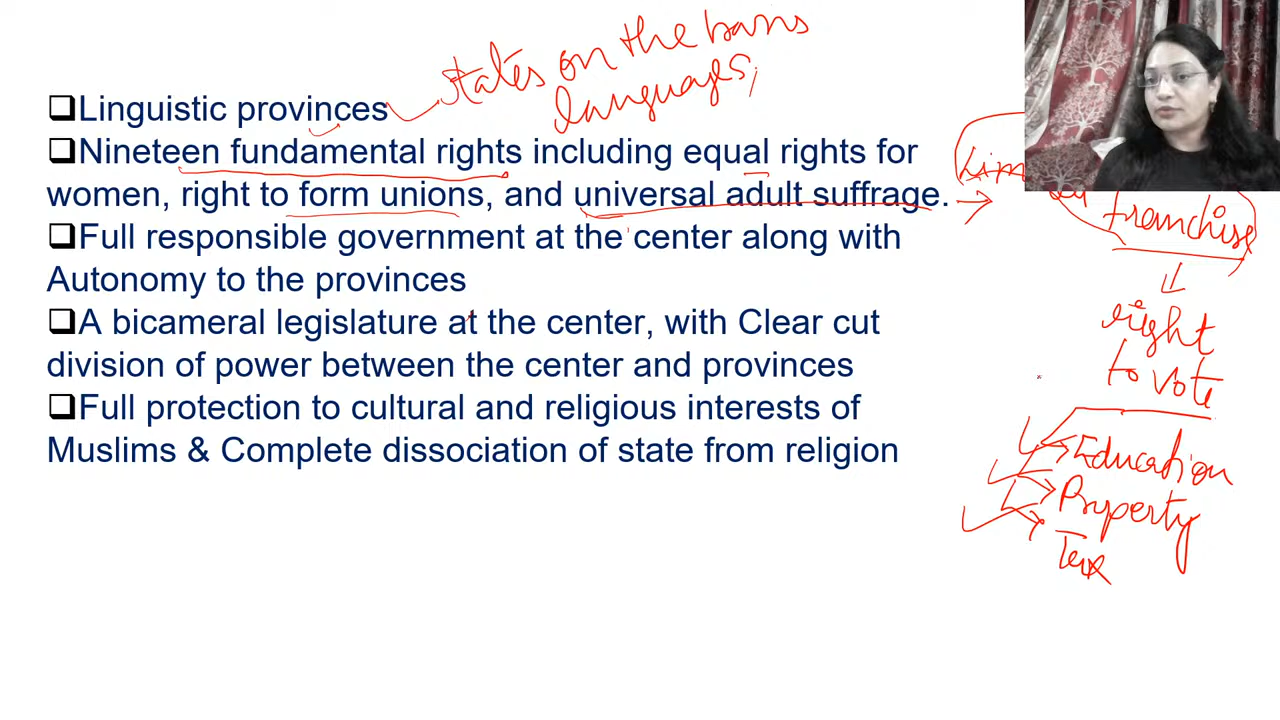 states on the basis
languages,
❑Linguistic provinces
❑Nineteen fundamental rights including equal rights for
women, right to form unions, and universal adult suffrage.
franchise
❑Full responsible government at the center along with
Autonomy to the provinces
right
to vote
❑A bicameral legislature at the center, with Clear cut
division of power between the center and provinces
❑Full protection to cultural and religious interests of
Muslims & Complete dissociation of state from religion
Education
Property
Tax